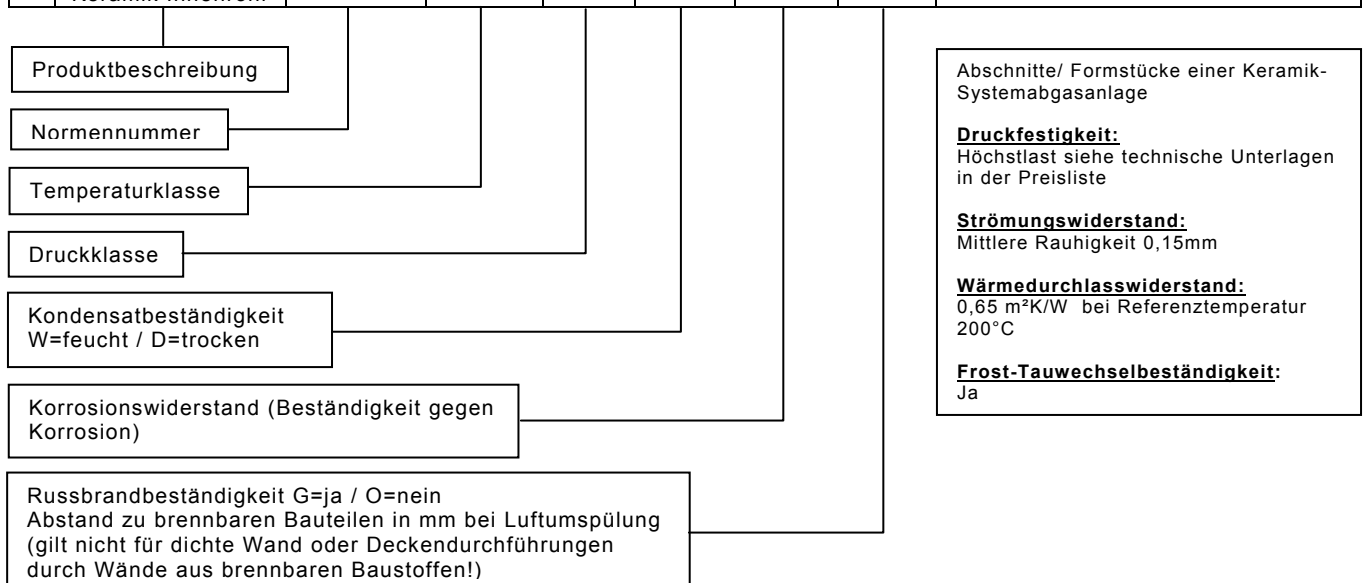 Produktbeschreibung
Normennummer
Temperaturklasse
Druckklasse
Kondensatbeständigkeit
W=feucht / D=trocken
Korrosionswiderstand (Beständigkeit gegen
Korrosion)
Russbrandbeständigkeit G=ja / O=nein
Abstand zu brennbaren Bauteilen in mm bei Luftumspülung
(gilt nicht für dichte Wand oder Deckendurchführungen
durch Wände aus brennbaren Baustoffen!)
Abschnitte/ Formstücke einer Keramik-
Systemabgasanlage
Druckfestigkeit:
Höchstlast siehe technische Unterlagen
in der Preisliste
Strömungswiderstand:
Mittlere Rauhigkeit 0,15mm
Wärmedurchlasswiderstand:
0,65 m²K/W bei Referenztemperatur
200°C
Frost-Tauwechselbeständigkeit:
Ja